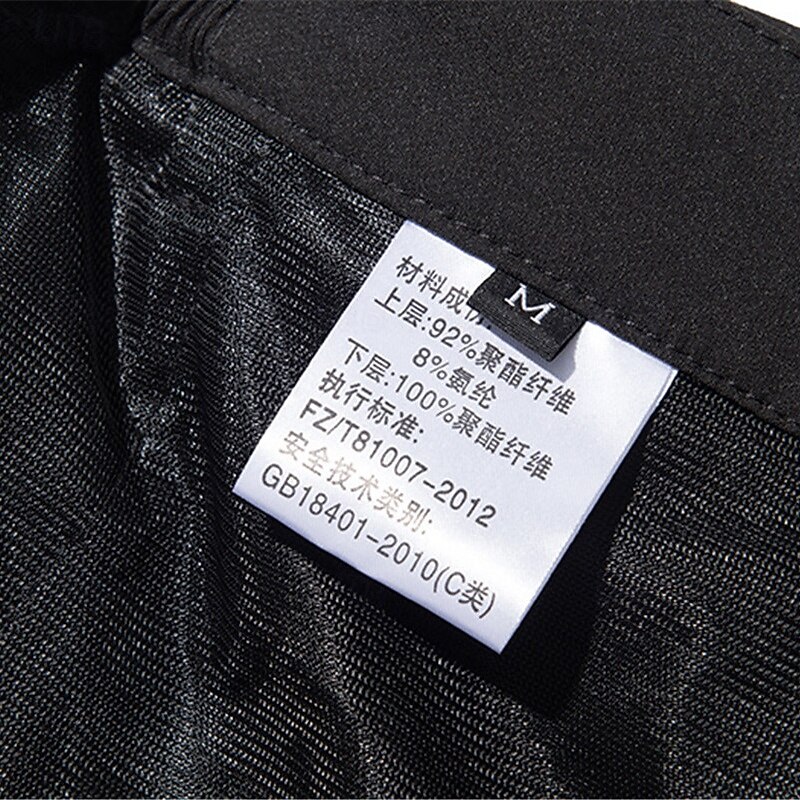 M
材料成份:
上层:92%聚酯纤维
8%氨纶
下层:100%聚酯纤维
执行标准:
FZ/T81007-2012
安全技术类别:
GB18401-2010(C类)